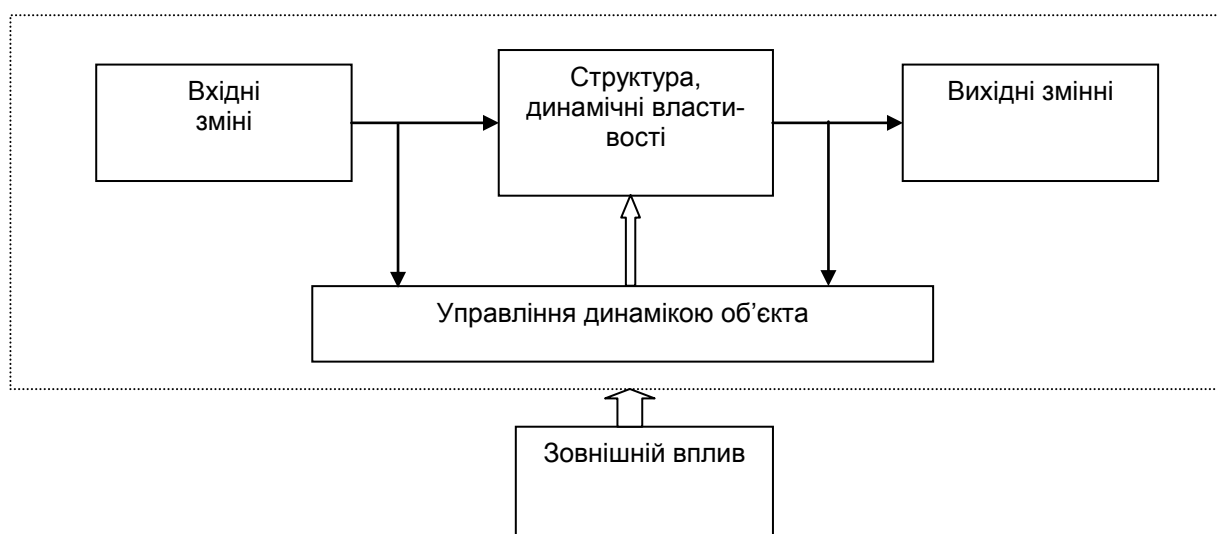 Вхідні
зміні
Структура,
динамічні власти-
вості
Вихідні змінні
Управління динамікою об’єкта
Зовнішній вплив